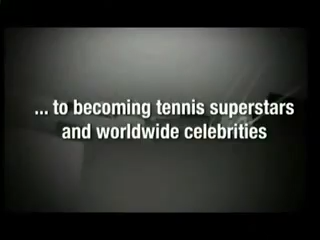 ... to becoming tennis superstars
and worldwide celebrities